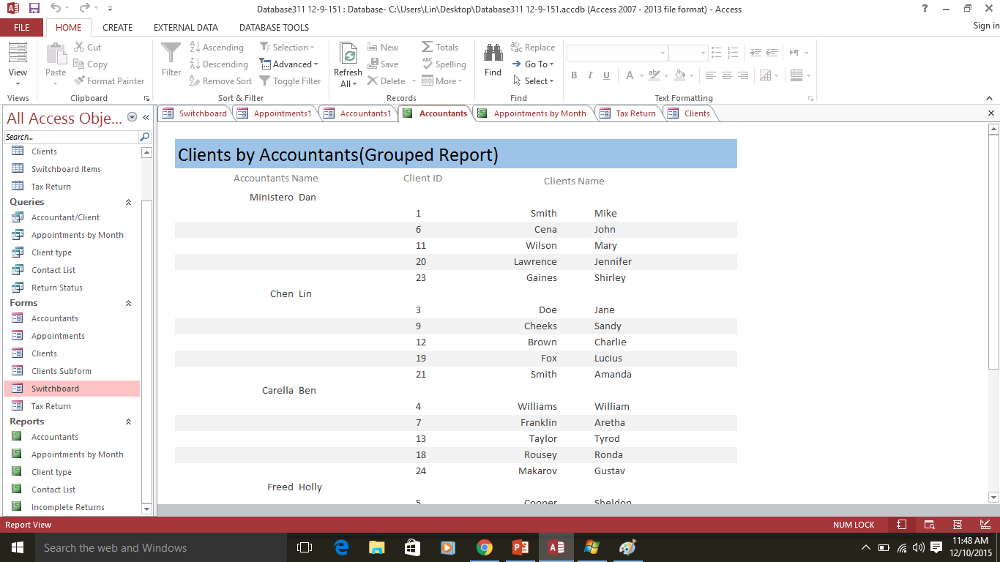 Database311 12-9-151 : Database- C:\Users\Lin\Desktop\Database311 12-9-151.accdb (Access 2007 - 2013 file format) - Access
FILE HOME CREATE EXTERNAL DATA DATABASE TOOLS Sign in
View
Views
Paste
Cut
Copy
Format Painter
Clipboard
Filter
Ascending
Descending
Remove Sort
Selection
Advanced
Toggle Filter
Sort & Filter
Refresh
All
New
Save
Delete
Totals
Spelling
More
Records
Find
Replace
Go To
Select
Find
B I U A
Text Formatting
All Access Obje...
Search...
Clients
Switchboard Items
Tax Return
Queries
Accountant/Client
Appointments by Month
Client type
Contact List
Return Status
Forms
Accountants
Appointments
Clients
Clients Subform
Switchboard
Tax Return
Reports
Accountants
Appointments by Month
Client type
Contact List
Incomplete Returns
Switchboard Appointments1 Accountants1 Accountants Appointments by Month Tax Return Clients
Clients by Accountants(Grouped Report)
Accountants Name Client ID Clients Name
Ministero Dan
1 Smith Mike
6 Cena John
11 Wilson Mary
20 Lawrence Jennifer
23 Gaines Shirley
Chen Lin
3 Doe Jane
9 Cheeks Sandy
12 Brown Charlie
19 Fox Lucius
21 Smith Amanda
Carella Ben
4 Williams William
7 Franklin Aretha
13 Taylor Tyrod
18 Rousey Ronda
24 Makarov Gustav
Freed Holly
5 Cooper Sheldon
Report View NUM LOCK
Search the web and Windows
11:48 AM
12/10/2015